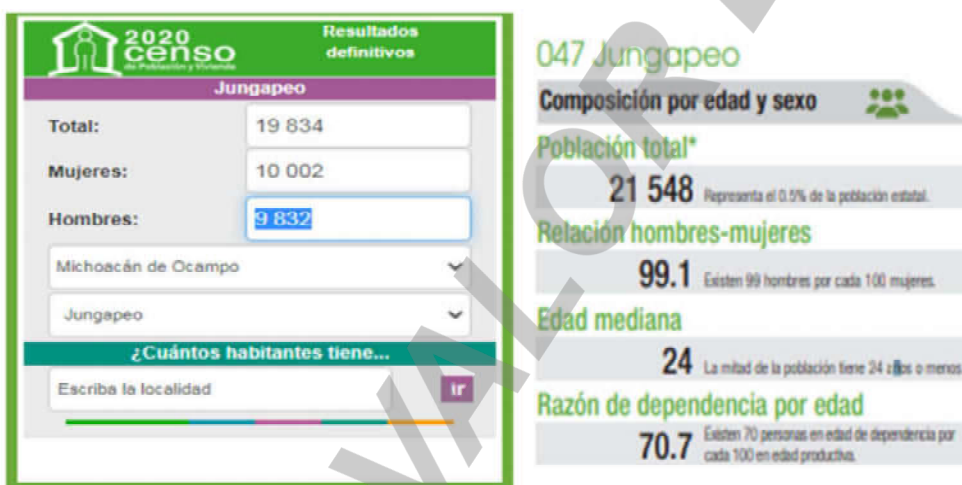 2020
censo
de Población y Vivienda
Resultados
definitivos
Jungapeo
Total:
19 834
Mujeres:
10 002
Hombres:
9 832
Michoacán de Ocampo
Jungapeo
¿Cuántos habitantes tiene...
Escriba la localidad
ir
047 Jungapeo
Composición por edad y sexo
Población total*
21 548 Representa el 0.5% de la población estatal.
Relación hombres-mujeres
99.1 Existen 99 hombres por cada 100 mujeres.
Edad mediana
24 La mitad de la población tiene 24 años o menos
Razón de dependencia por edad
70.7 Existen 70 personas en edad de dependencia por
cada 100 en edad productiva.
VALOR